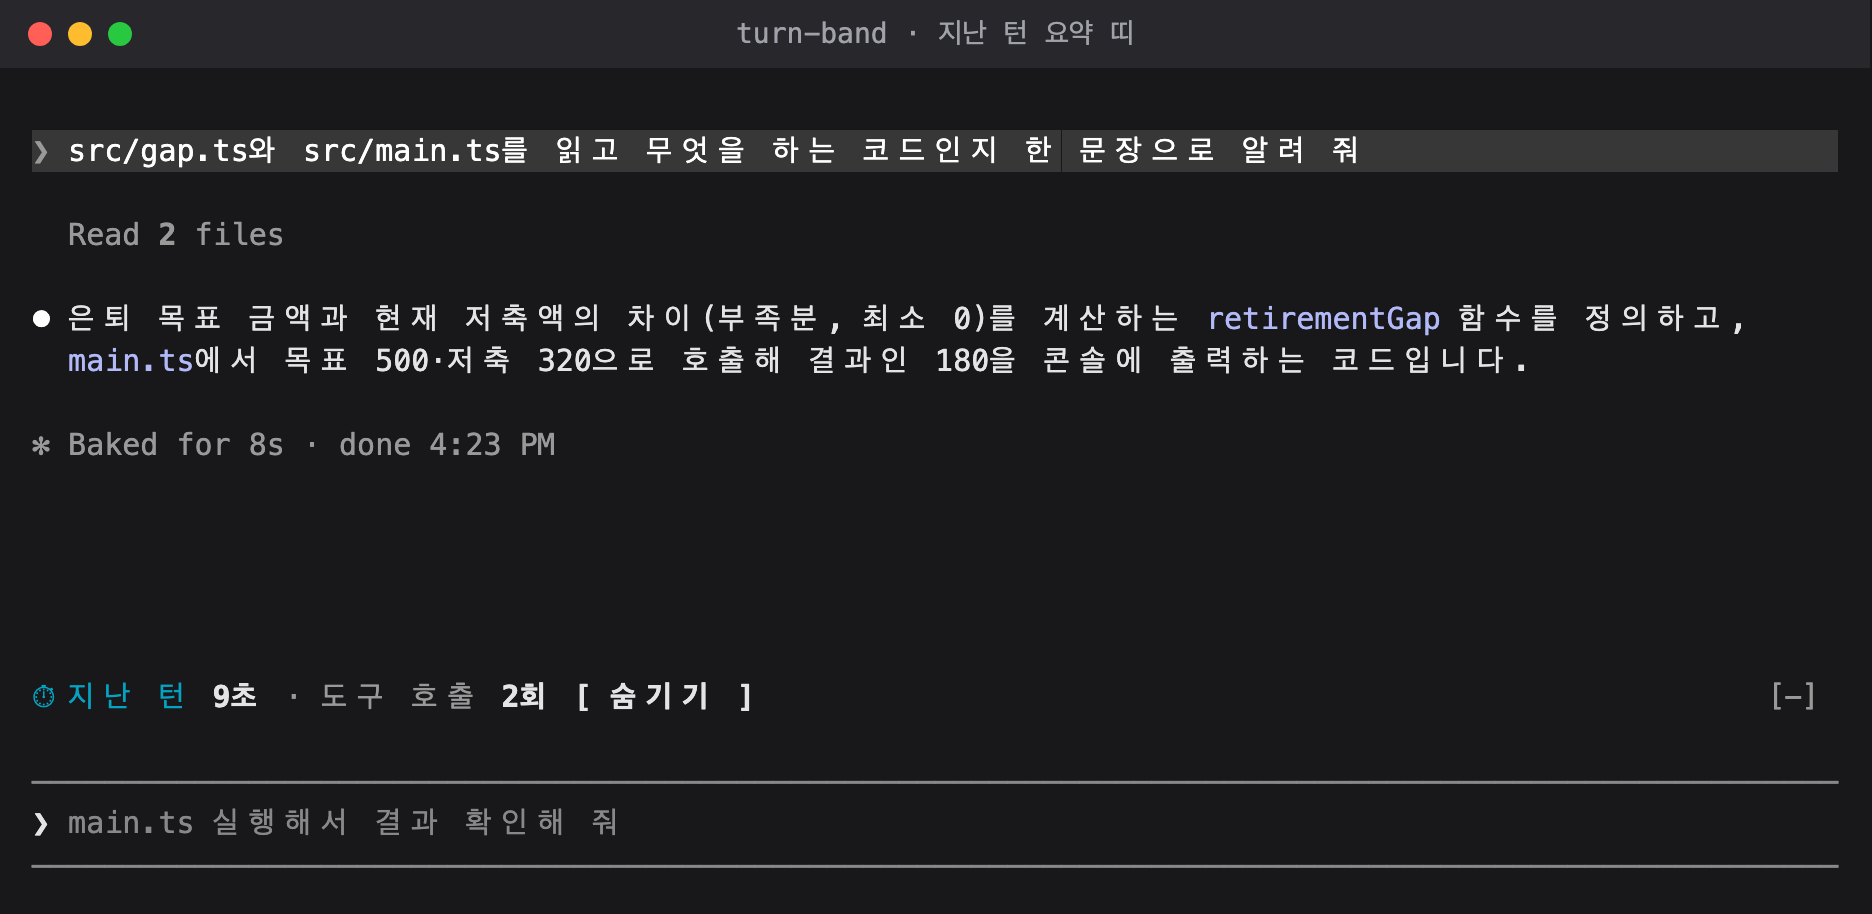 turn-band · 지난 턴 요약 띠
❯ src/gap.ts와 src/main.ts를 읽고 무엇을 하는 코드인지 한 문장으로 알려 줘
Read 2 files
● 은퇴 목표 금액과 현재 저축액의 차이(부족분, 최소 0)를 계산하는 retirementGap 함수를 정의하고,
main.ts에서 목표 500·저축 320으로 호출해 결과인 180을 콘솔에 출력하는 코드입니다.
✻ Baked for 8s · done 4:23 PM
⏱ 지난 턴 9초 · 도구 호출 2회 [ 숨기기 ] [−]
❯ main.ts 실행해서 결과 확인해 줘